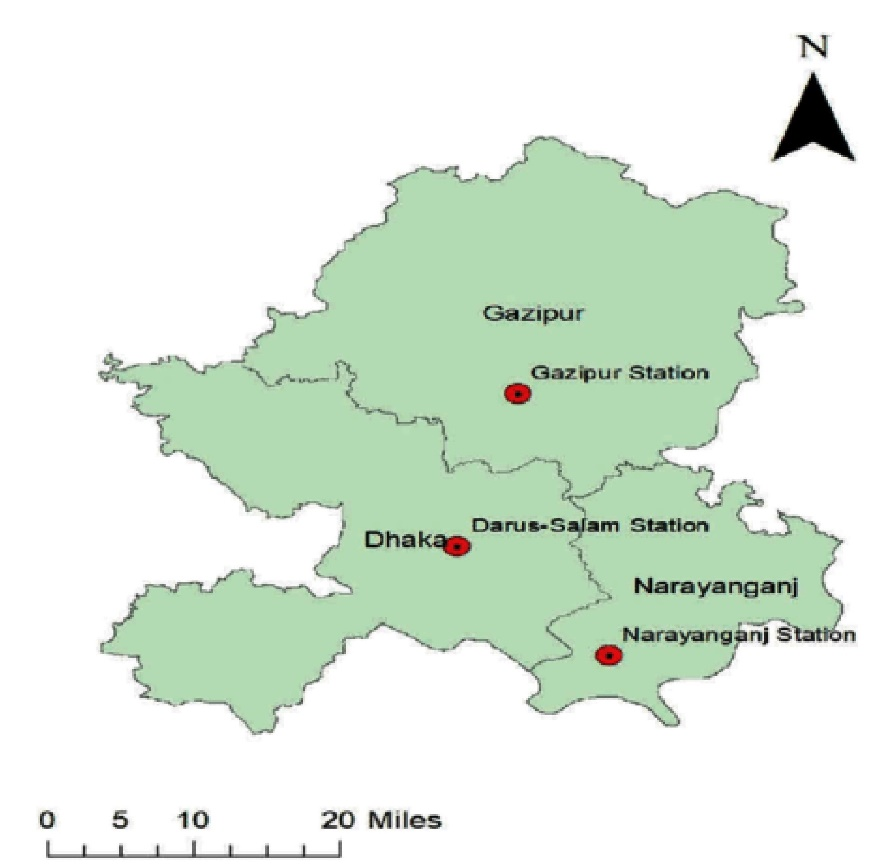 N
Gazipur
Gazipur Station
Darus-Salam Station
Dhaka
Narayanganj
Narayanganj Station
0 5 10 20 Miles